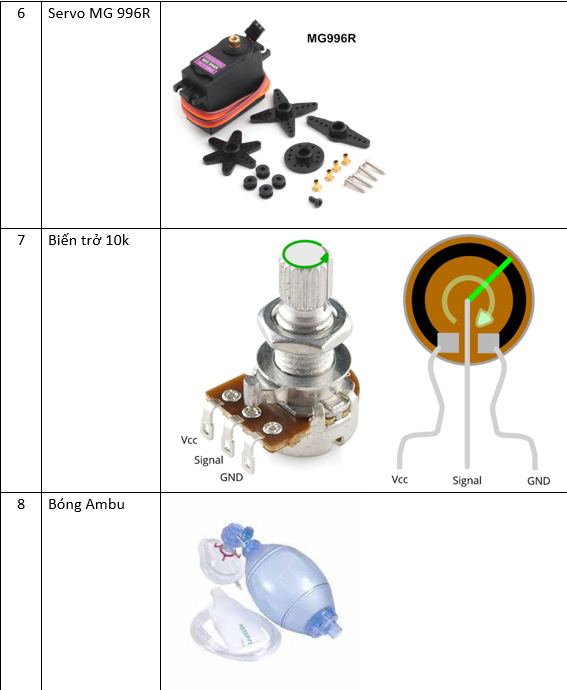 6
Servo MG 996R
MG996R
7
Biến trở 10k
Vcc
Signal
GND
Vcc
Signal
GND
8
Bóng Ambu